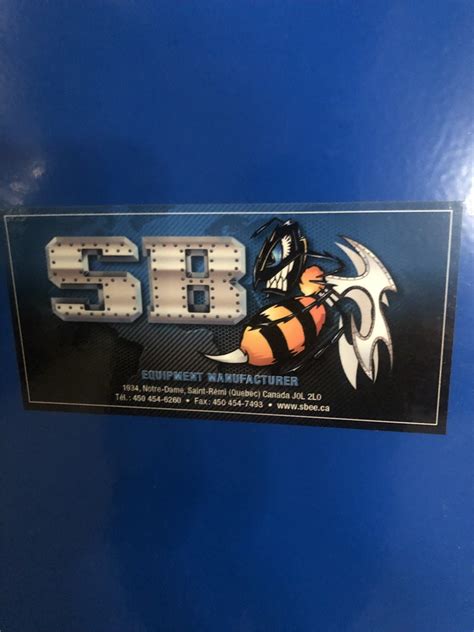 SB
EQUIPMENT MANUFACTURER
1934, Notre-Dame, Saint-Rémi (Quebec) Canada J0L 2L0
Tél.: 450 454-6260 • Fax: 450 454-7493 • www.sbee.ca